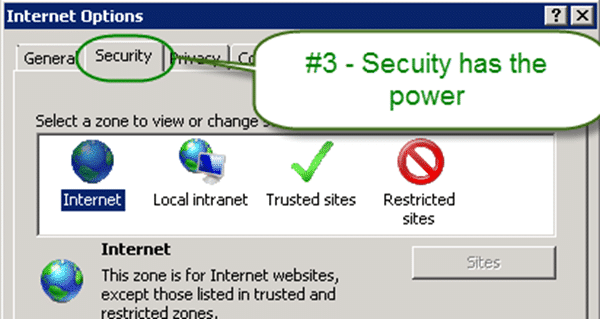 Internet Options
General Security Privacy Co
#3 - Secuity has the
power
Select a zone to view or change
Internet Local intranet Trusted sites Restricted
sites
Internet
This zone is for Internet websites,
except those listed in trusted and
restricted zones.
Sites